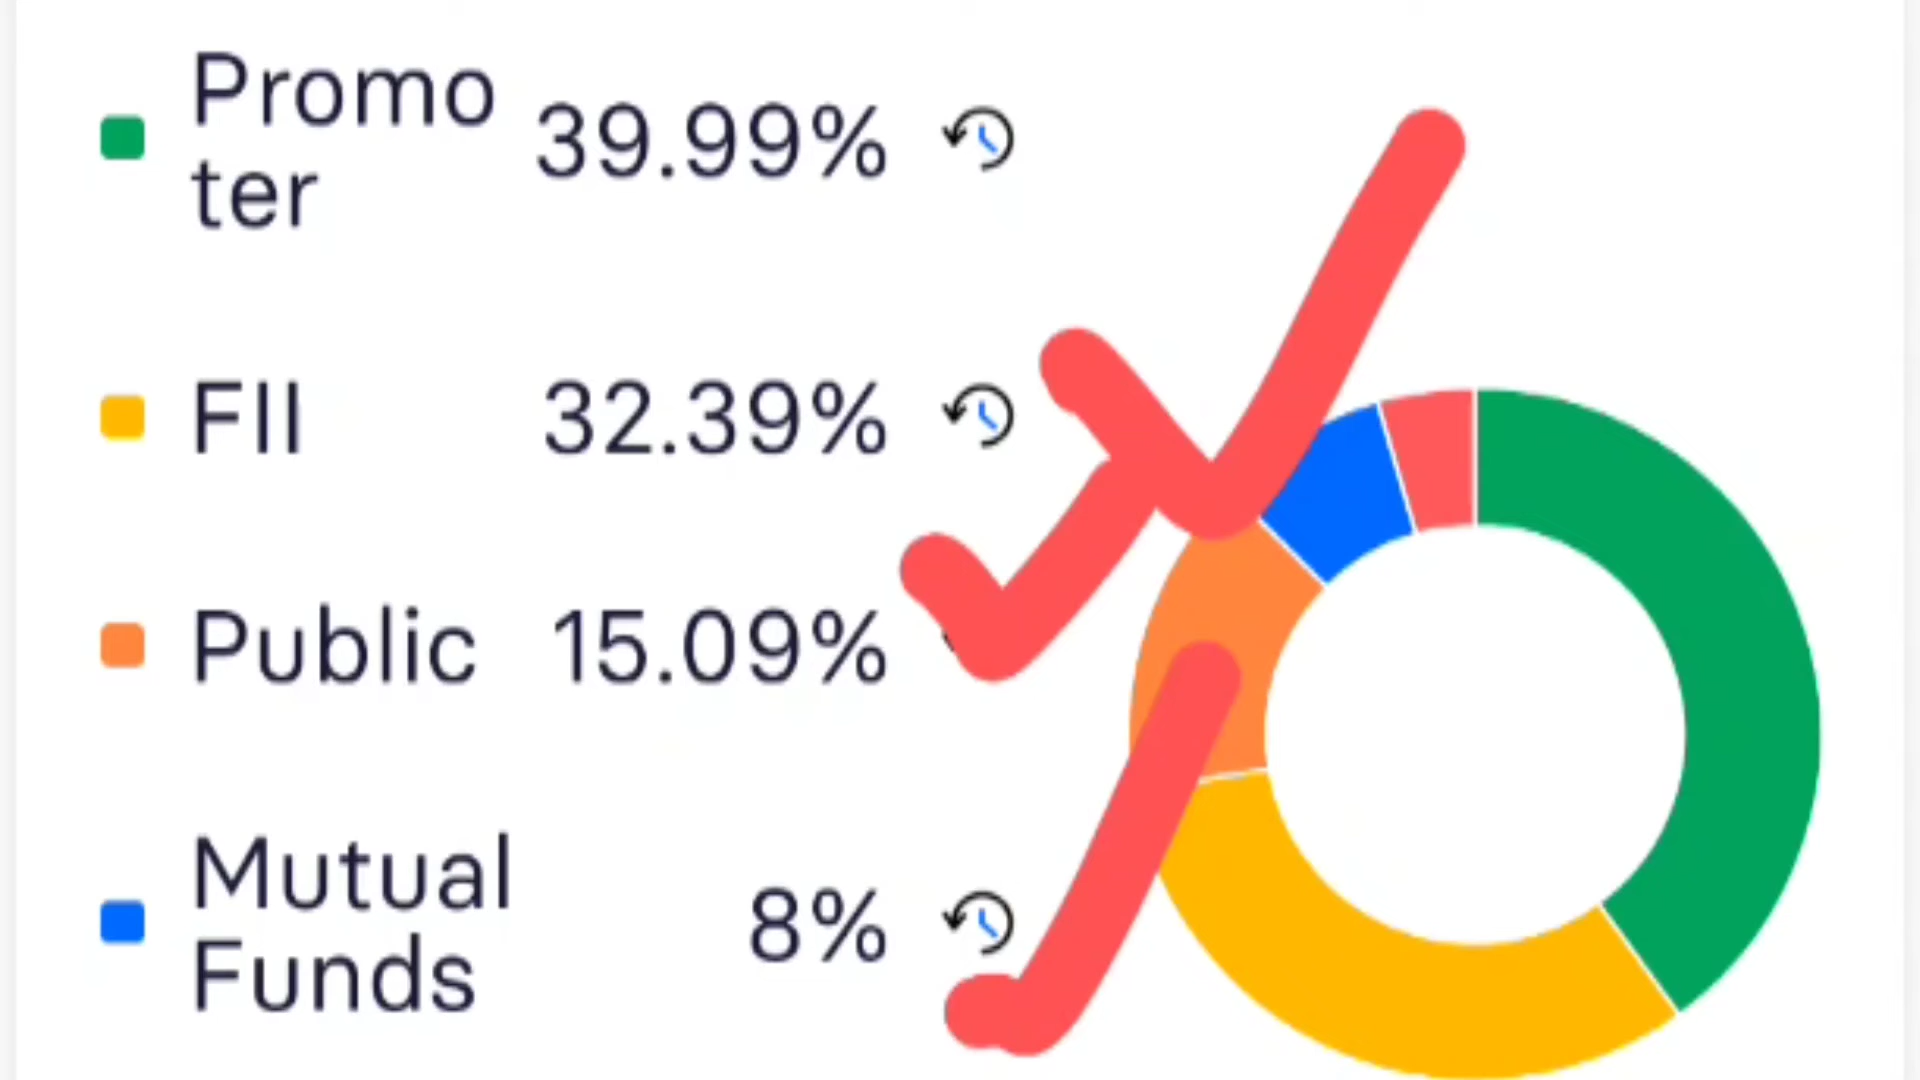 Promo
ter
39.99%
FII 32.39%
Public 15.09%
Mutual
Funds
8%